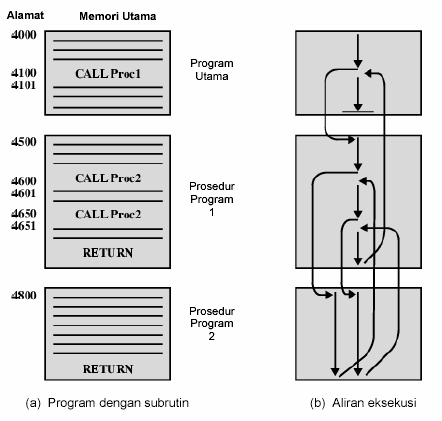 Alamat Memori Utama
4000
4100 CALL Proc1
4101
Program
Utama
4500
4600 CALL Proc2
4601
4650 CALL Proc2
4651
RETURN
Prosedur
Program
1
4800
RETURN
Prosedur
Program
2
(a) Program dengan subrutin
(b) Aliran eksekusi